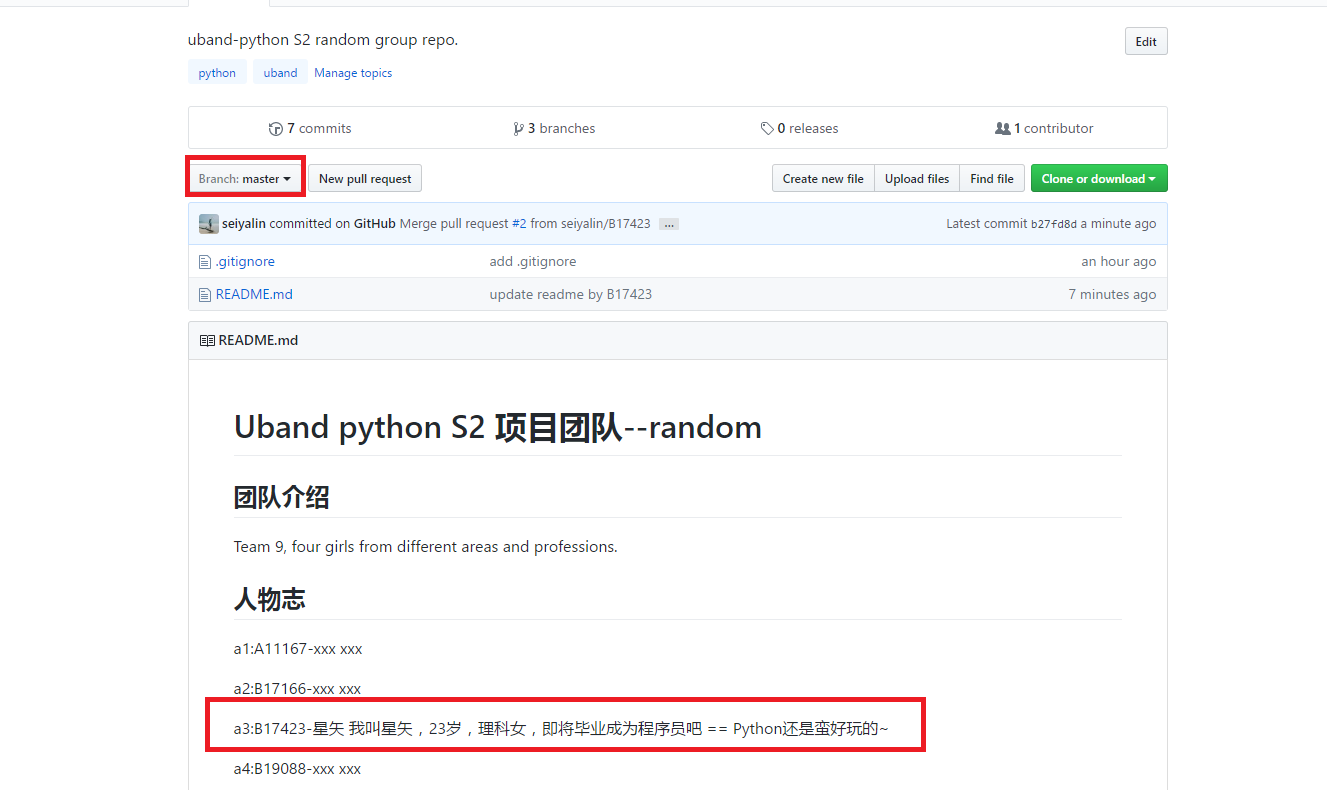 uband-python S2 random group repo.
Edit
python uband Manage topics
7 commits 3 branches 0 releases 1 contributor
Branch: master New pull request Create new file Upload files Find file Clone or download
seiyalin committed on GitHub Merge pull request #2 from seiyalin/B17423 ... Latest commit b27fd8d a minute ago
.gitignore add .gitignore an hour ago
README.md update readme by B17423 7 minutes ago
README.md
Uband python S2 项目团队--random
团队介绍
Team 9, four girls from different areas and professions.
人物志
a1:A11167-xxx xxx
a2:B17166-xxx xxx
a3:B17423-星矢 我叫星矢，23岁，理科女，即将毕业成为程序员吧 == Python还是蛮好玩的~
a4:B19088-xxx xxx